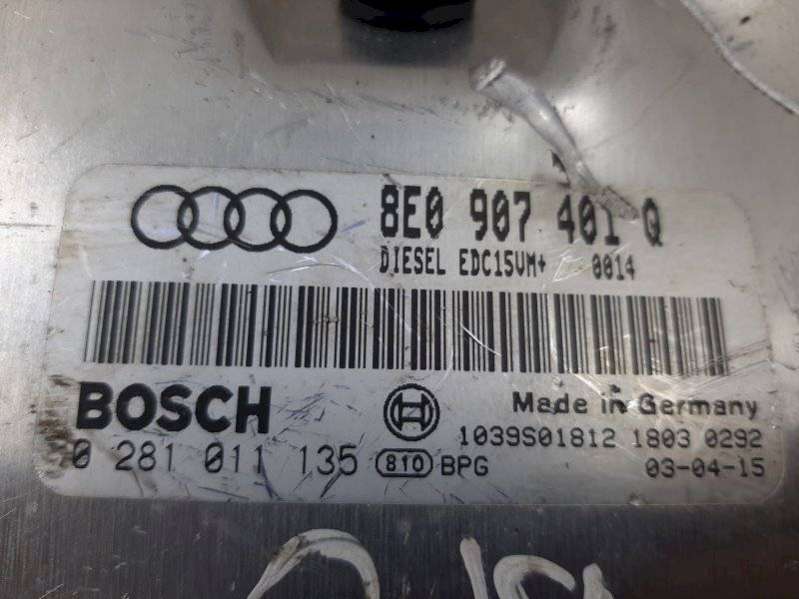 8E0 907 401 Q
DIESEL EDC15VM+ 0014
BOSCH
Made in Germany
1039S01812 1803 0292
0 281 011 135 810 BPG
03-04-15